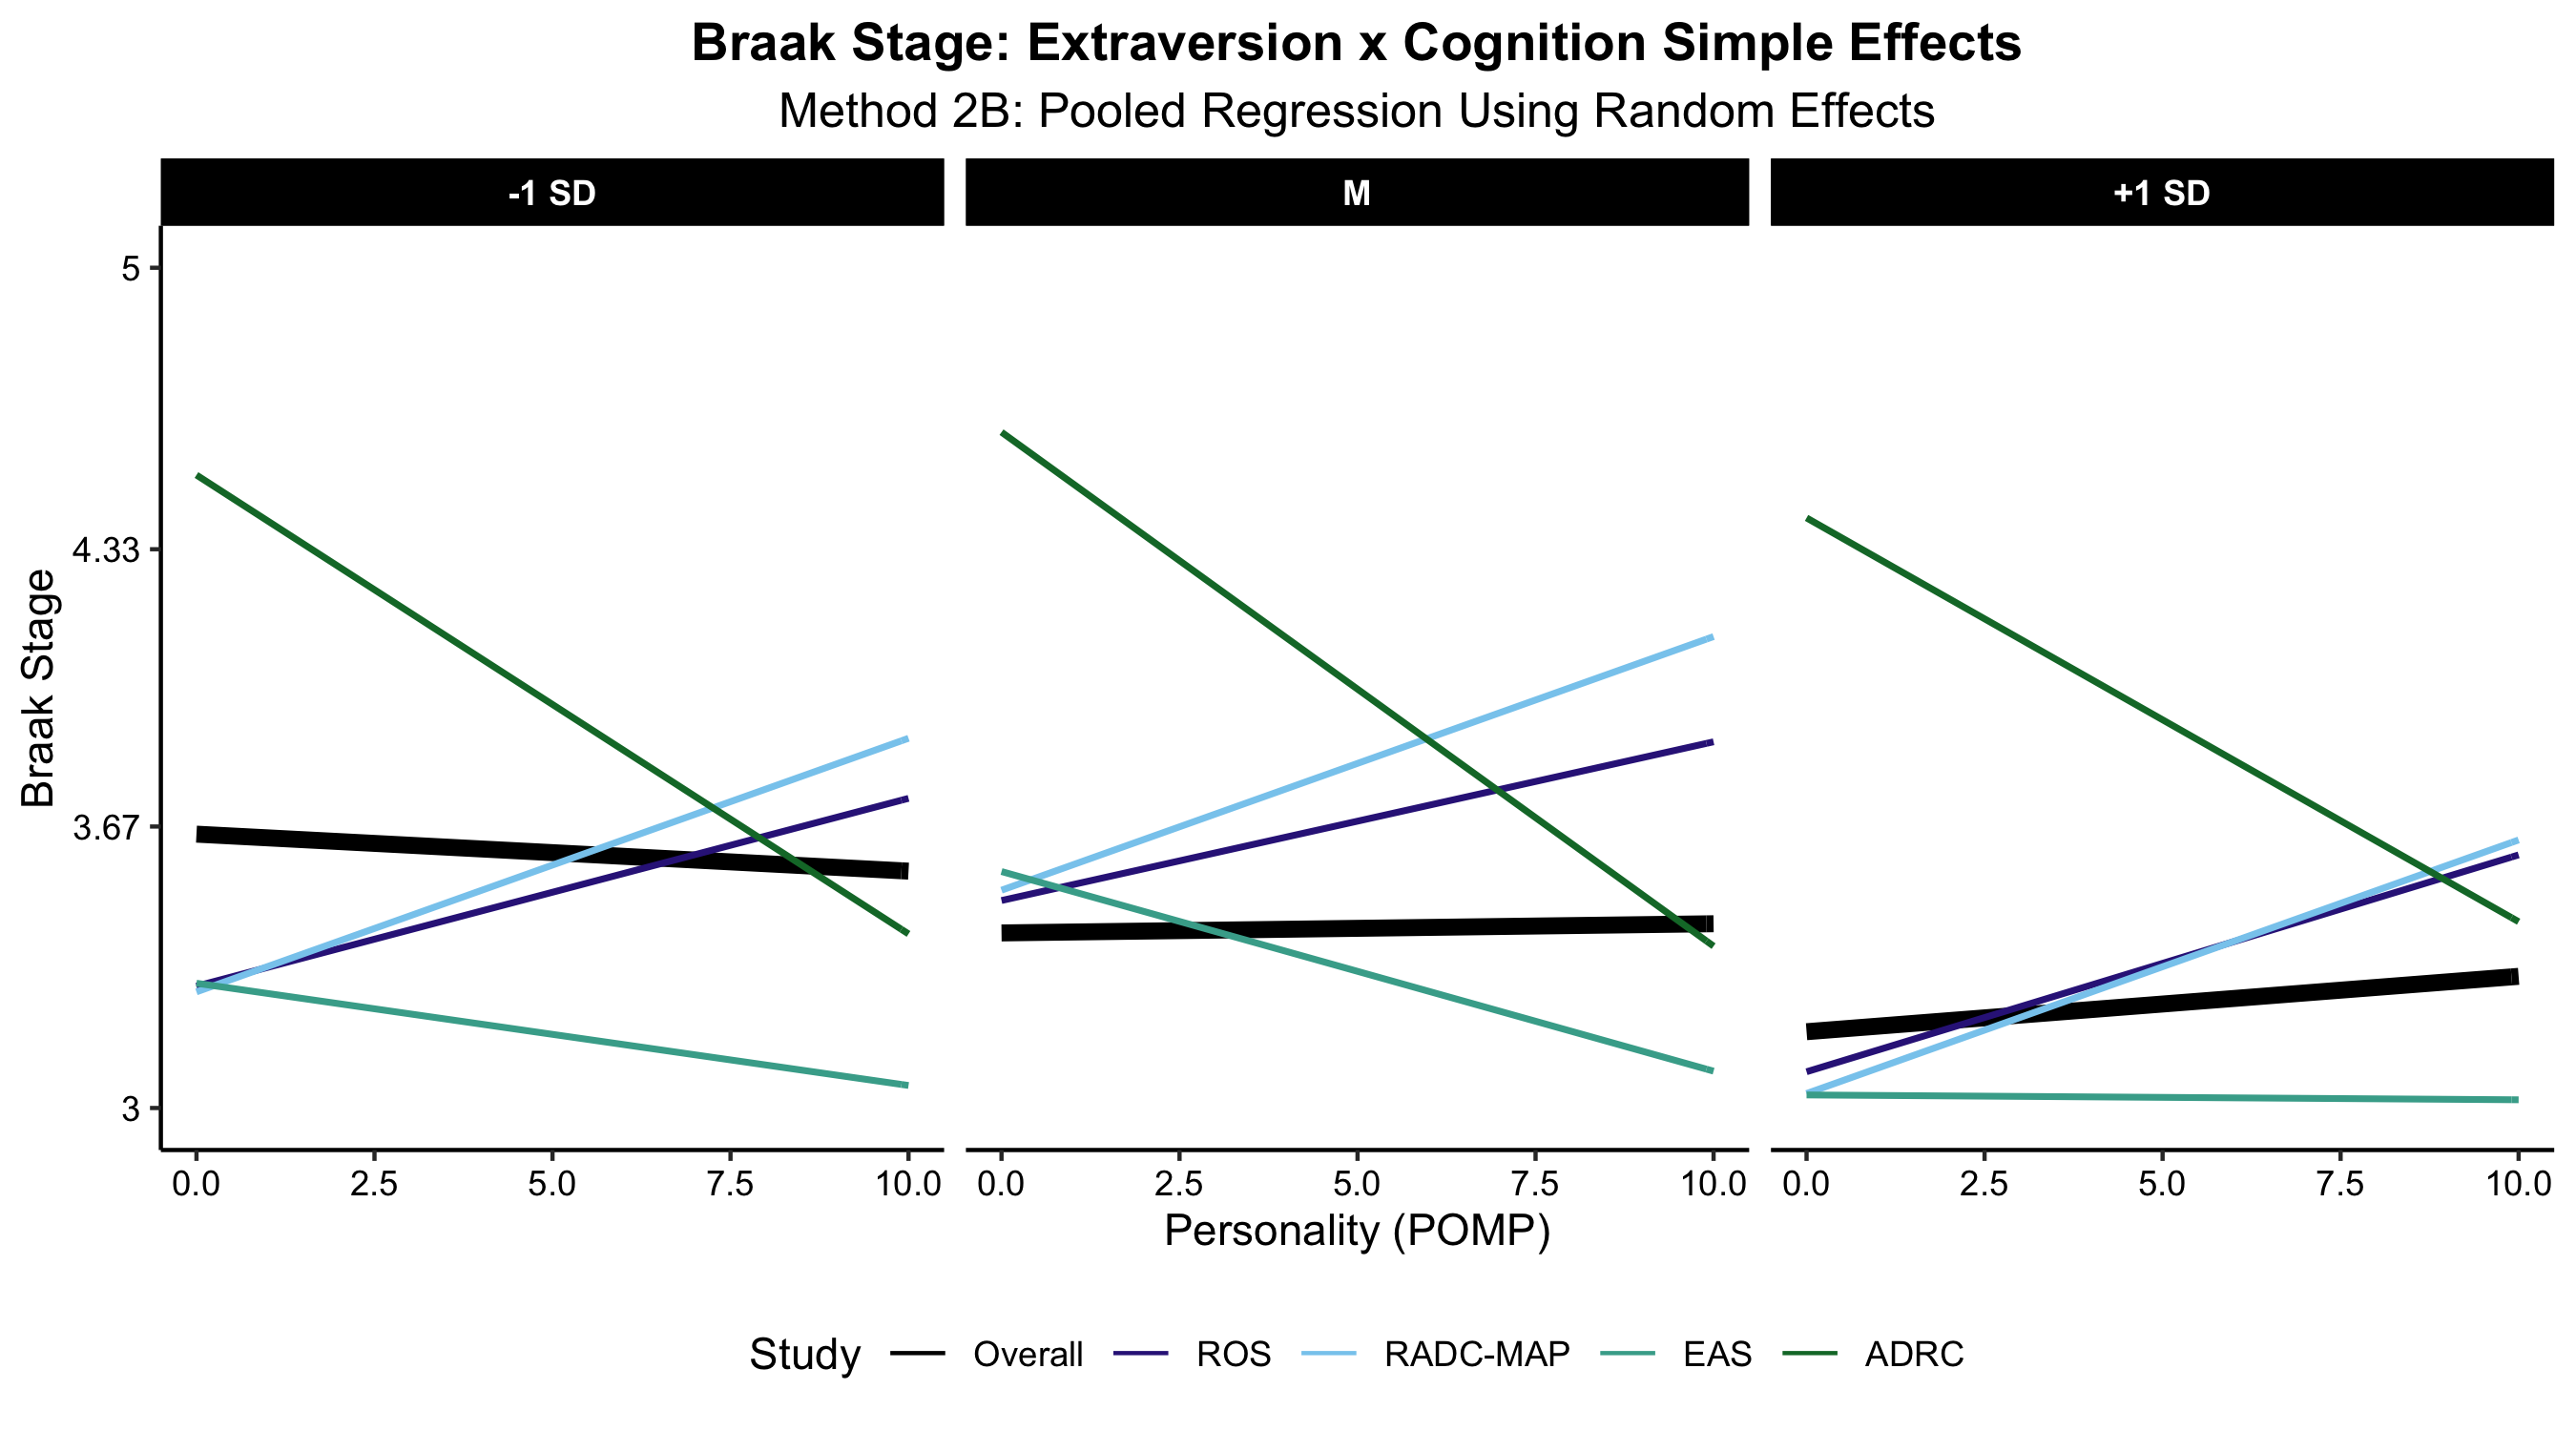 Braak Stage: Extraversion x Cognition Simple Effects
Method 2B: Pooled Regression Using Random Effects
-1 SD M +1 SD
5
4.33
3.67
3
Braak Stage
0.0 2.5 5.0 7.5 10.0 0.0 2.5 5.0 7.5 10.0 0.0 2.5 5.0 7.5 10.0
Personality (POMP)
Study Overall ROS RADC-MAP EAS ADRC